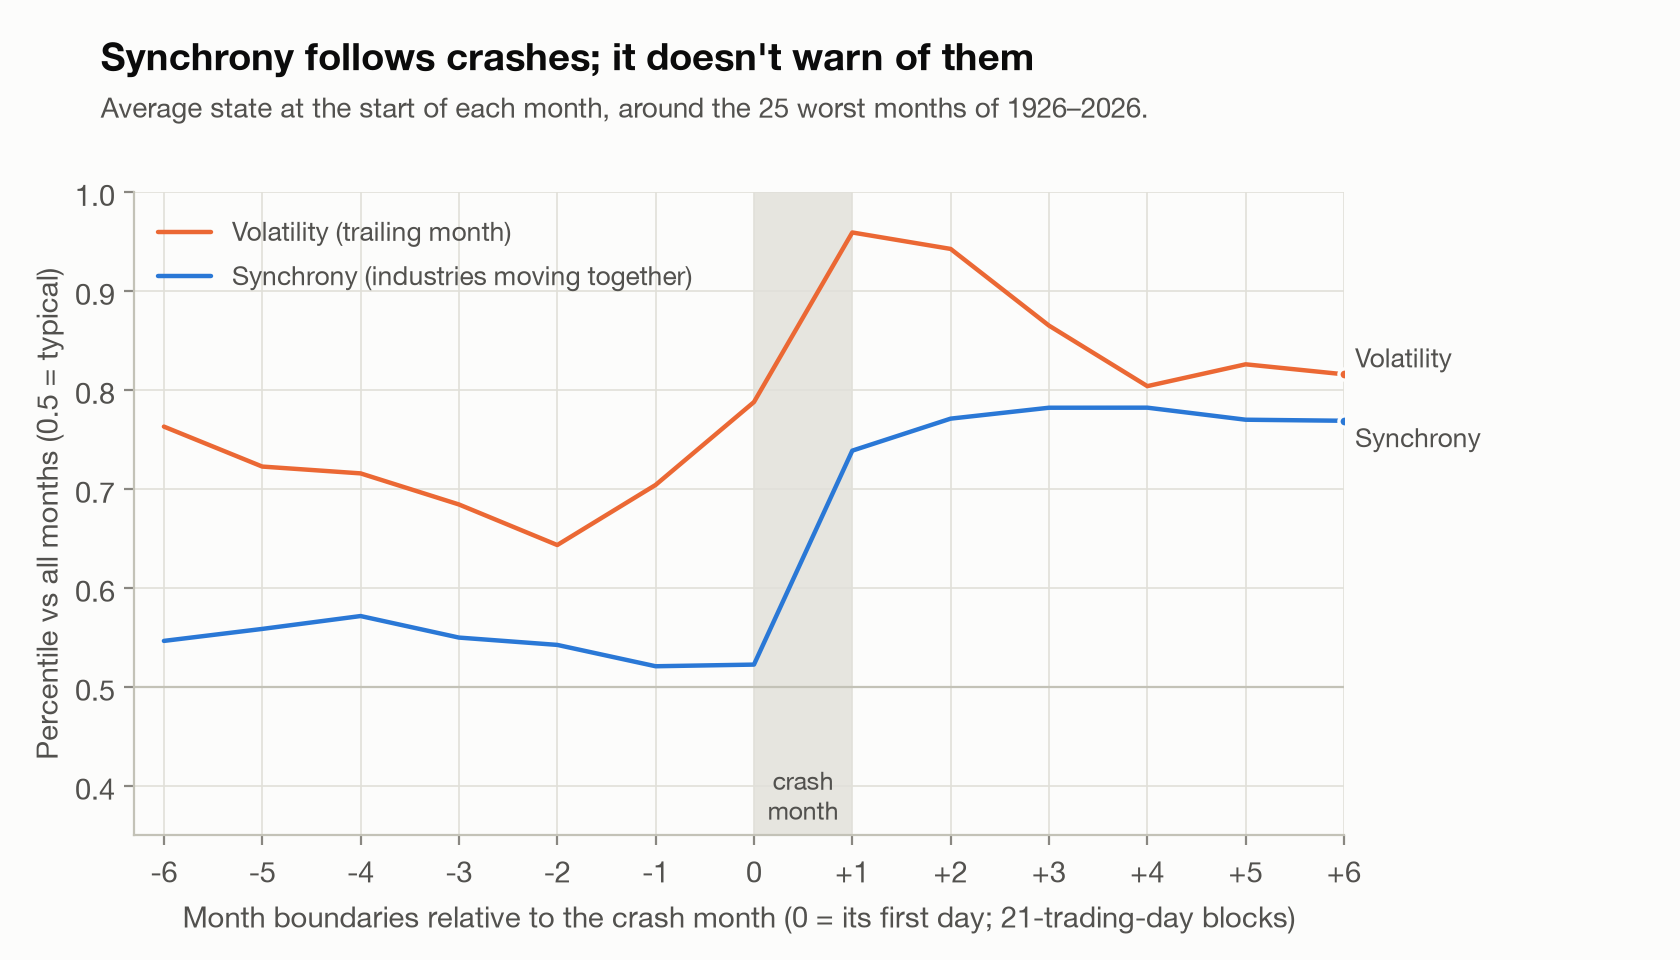 Synchrony follows crashes; it doesn't warn of them
Average state at the start of each month, around the 25 worst months of 1926–2026.
Volatility (trailing month)
Synchrony (industries moving together)
Percentile vs all months (0.5 = typical)
1.0
0.9
0.8
0.7
0.6
0.5
0.4
Volatility
Synchrony
crash
month
-6 -5 -4 -3 -2 -1 0 +1 +2 +3 +4 +5 +6
Month boundaries relative to the crash month (0 = its first day; 21-trading-day blocks)